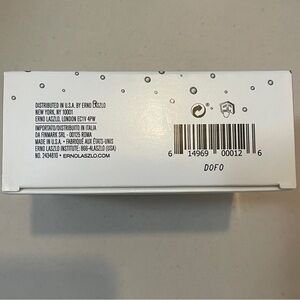 DISTRIBUTED IN U.S.A. BY ERNO LASZLO
NEW YORK, NY 10001
ERNO LASZLO, LONDON EC1V 4PW
IMPORTATO/DISTRIBUITO IN ITALIA
DA FINMARK SRL - 00125 ROMA
MADE IN U.S.A. • FABRIQUÉ AUX ÉTATS-UNIS
ERNO LASZLO INSTITUTE: 866-4LASZLO (USA)
NO. 2404810 • ERNOLASZLO.COM
6 14969 00012 6
DOFO